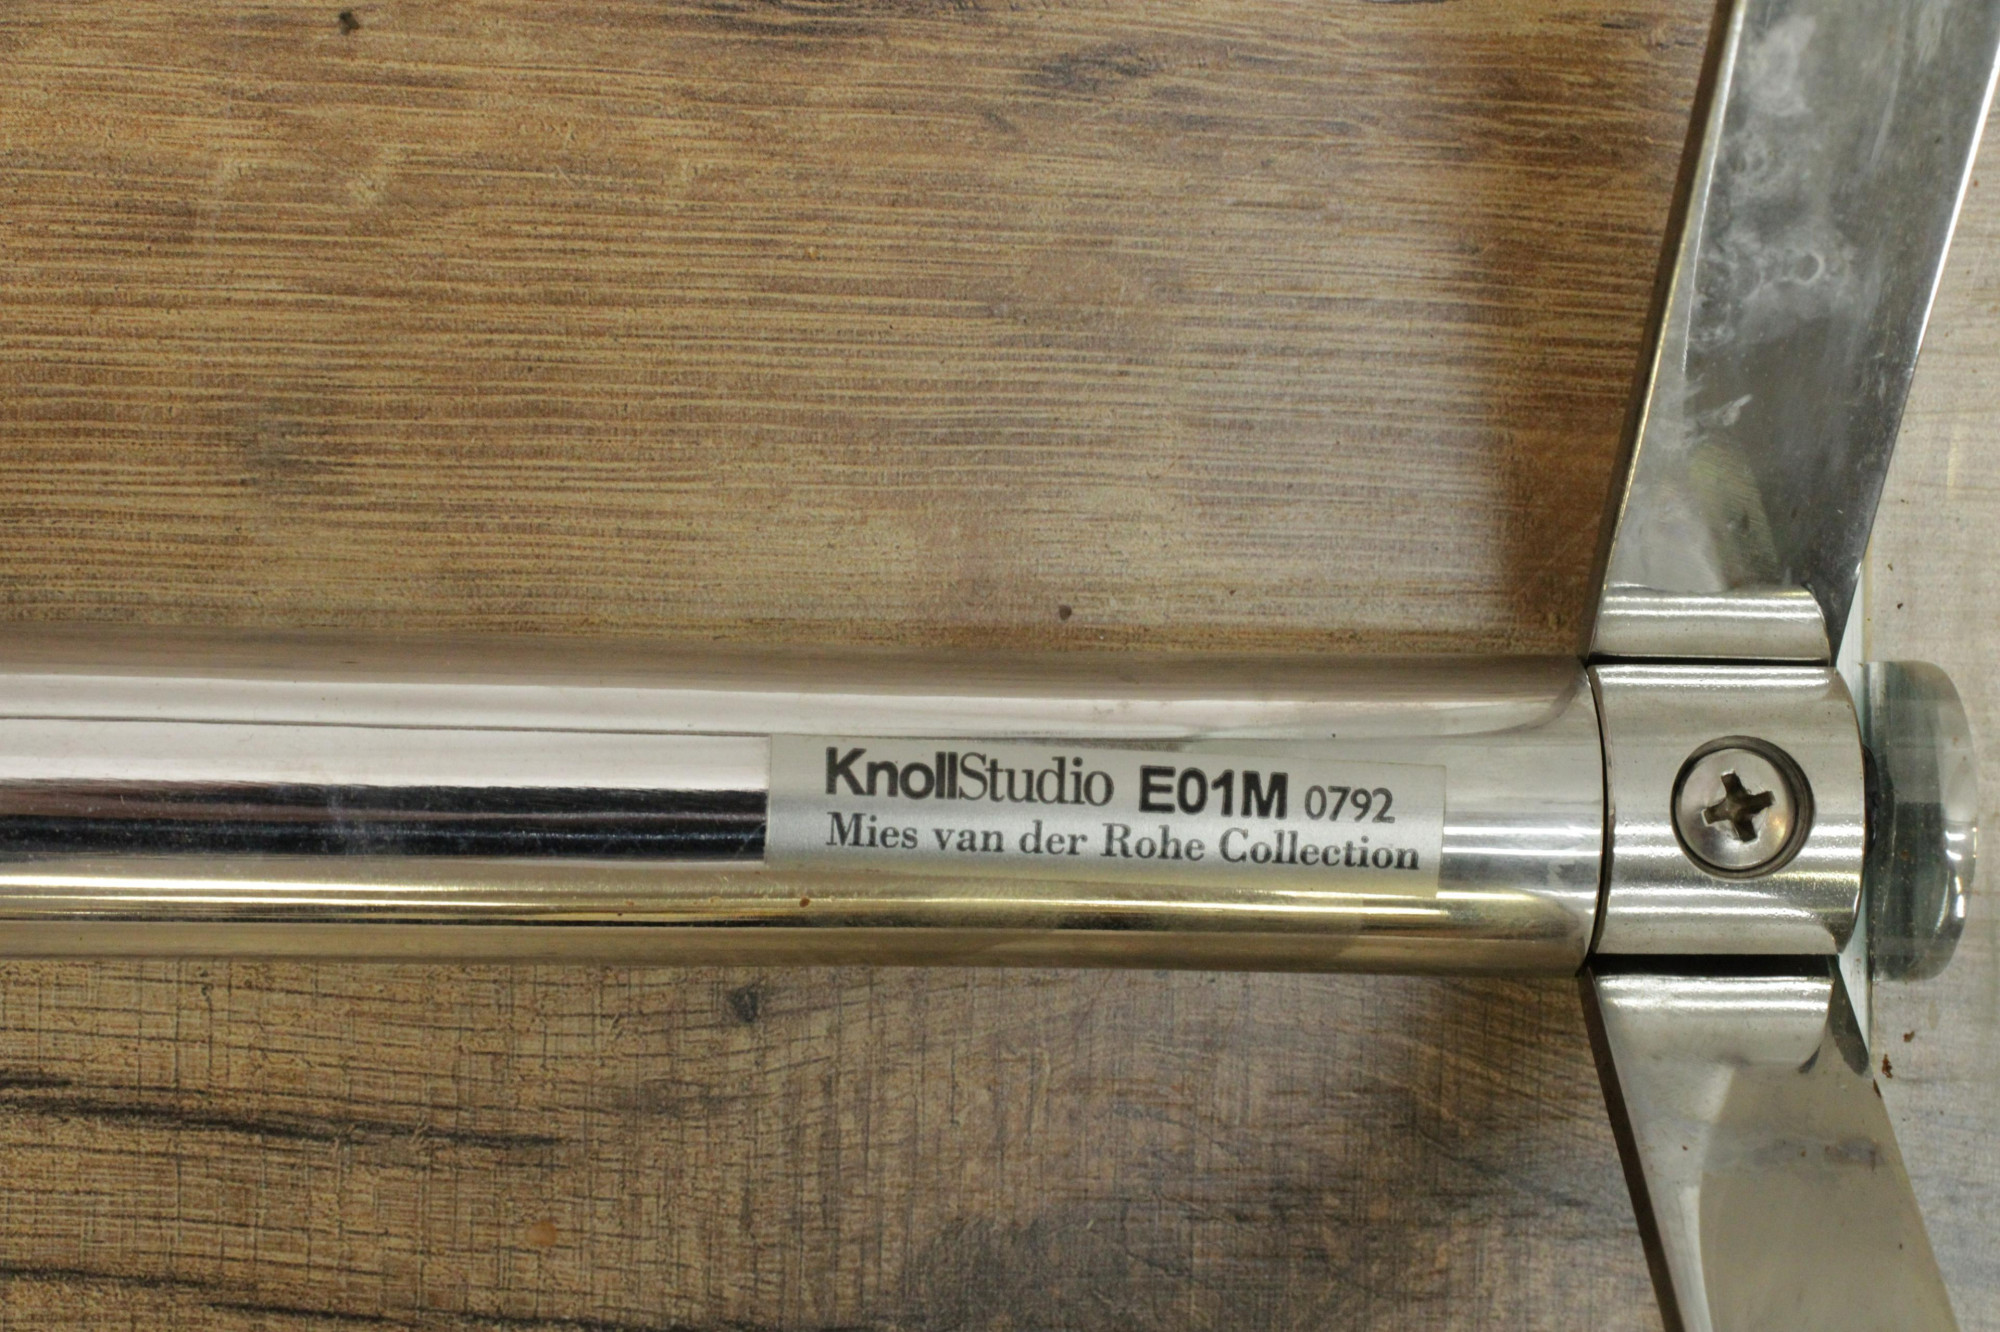 KnollStudio E01M 0792
Mies van der Rohe Collection